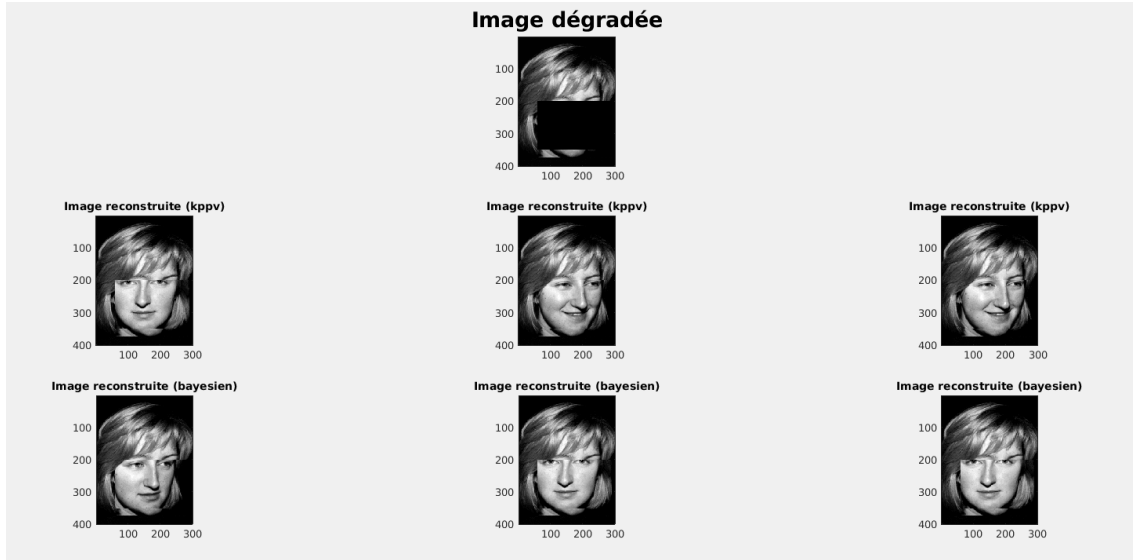 Image dégradée
100
200
300
400
100 200 300
Image reconstruite (kppv) Image reconstruite (kppv) Image reconstruite (kppv)
100 100 100
200 200 200
300 300 300
400 400 400
100 200 300 100 200 300 100 200 300
Image reconstruite (bayesien) Image reconstruite (bayesien) Image reconstruite (bayesien)
100 100 100
200 200 200
300 300 300
400 400 400
100 200 300 100 200 300 100 200 300